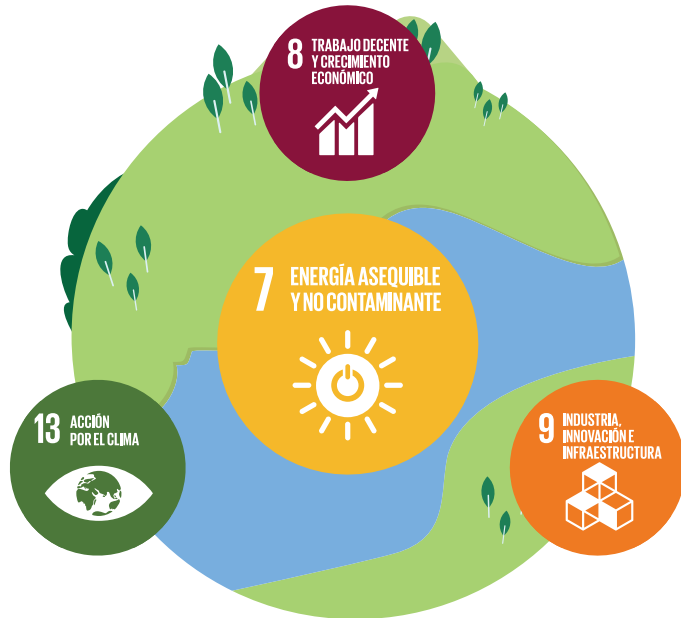 8 TRABAJO DECENTE
Y CRECIMIENTO
ECONÓMICO
7 ENERGÍA ASEQUIBLE
Y NO CONTAMINANTE
13 ACCIÓN
POR EL CLIMA
9 INDUSTRIA,
INNOVACIÓN E
INFRAESTRUCTURA